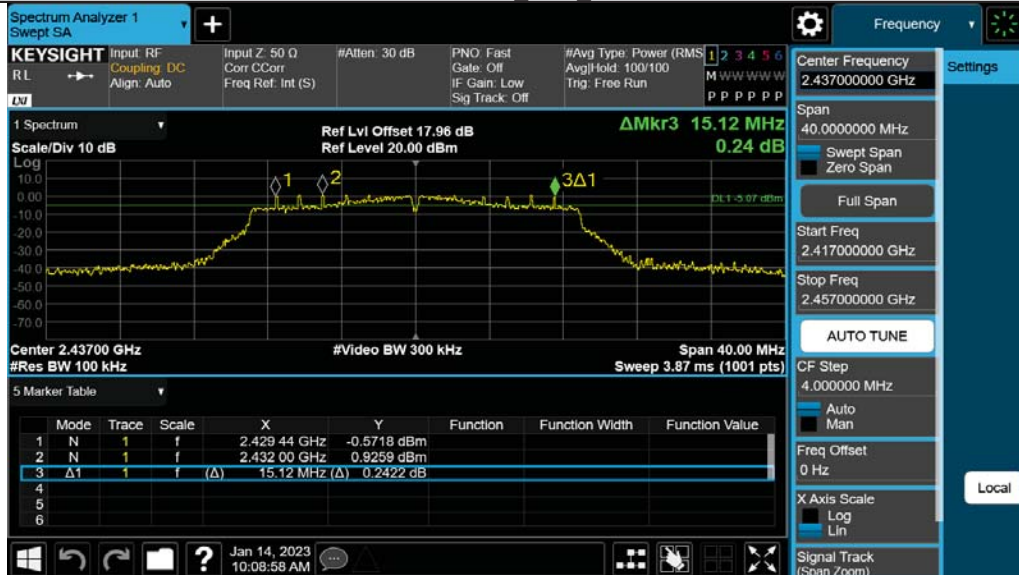 Spectrum Analyzer 1
Swept SA
Frequency
KEYSIGHT
RL
LXI
Input: RF
Coupling: DC
Align: Auto
Input Z: 50 Ω
Corr CCorr
Freq Ref: Int (S)
#Atten: 30 dB
PNO: Fast
Gate: Off
IF Gain: Low
Sig Track: Off
#Avg Type: Power (RMS
Avg|Hold: 100/100
Trig: Free Run
1 2 3 4 5 6
M W W W W W
P P P P P P
Center Frequency
2.437000000 GHz
Settings
Span
40.0000000 MHz
Swept Span
Zero Span
Full Span
Start Freq
2.417000000 GHz
Stop Freq
2.457000000 GHz
AUTO TUNE
CF Step
4.000000 MHz
Auto
Man
Freq Offset
0 Hz
X Axis Scale
Log
Lin
Signal Track
(Span Zoom)
Local
1 Spectrum
Scale/Div 10 dB
Ref Lvl Offset 17.96 dB
Ref Level 20.00 dBm
ΔMkr3 15.12 MHz
0.24 dB
Log
10.0
0.00
-10.0
-20.0
-30.0
-40.0
-50.0
-60.0
-70.0
1
2
3Δ1
DL1 -5.07 dBm
Center 2.43700 GHz
#Video BW 300 kHz
Span 40.00 MHz
#Res BW 100 kHz
Sweep 3.87 ms (1001 pts)
5 Marker Table
Mode Trace Scale X Y Function Function Width Function Value
1 N 1 f 2.429 44 GHz -0.5718 dBm
2 N 1 f 2.432 00 GHz 0.9259 dBm
3 Δ1 1 f (Δ) 15.12 MHz (Δ) 0.2422 dB
4
5
6
Jan 14, 2023
10:08:58 AM